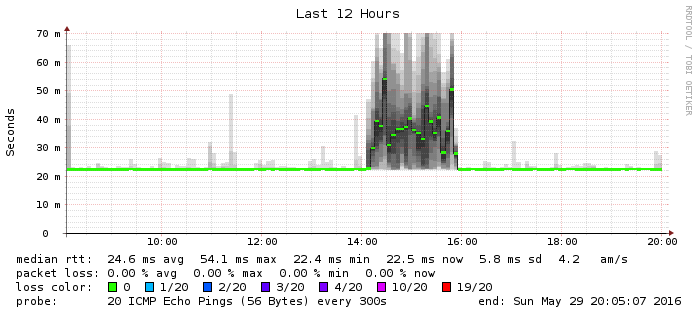 Last 12 Hours
RRDTOOL / TOBI OETIKER
Seconds
70 m
60 m
50 m
40 m
30 m
20 m
10 m
0
10:00 12:00 14:00 16:00 18:00 20:00
median rtt: 24.6 ms avg 54.1 ms max 22.4 ms min 22.5 ms now 5.8 ms sd 4.2 am/s
packet loss: 0.00 % avg 0.00 % max 0.00 % min 0.00 % now
loss color: 0 1/20 2/20 3/20 4/20 10/20 19/20
probe: 20 ICMP Echo Pings (56 Bytes) every 300s end: Sun May 29 20:05:07 2016